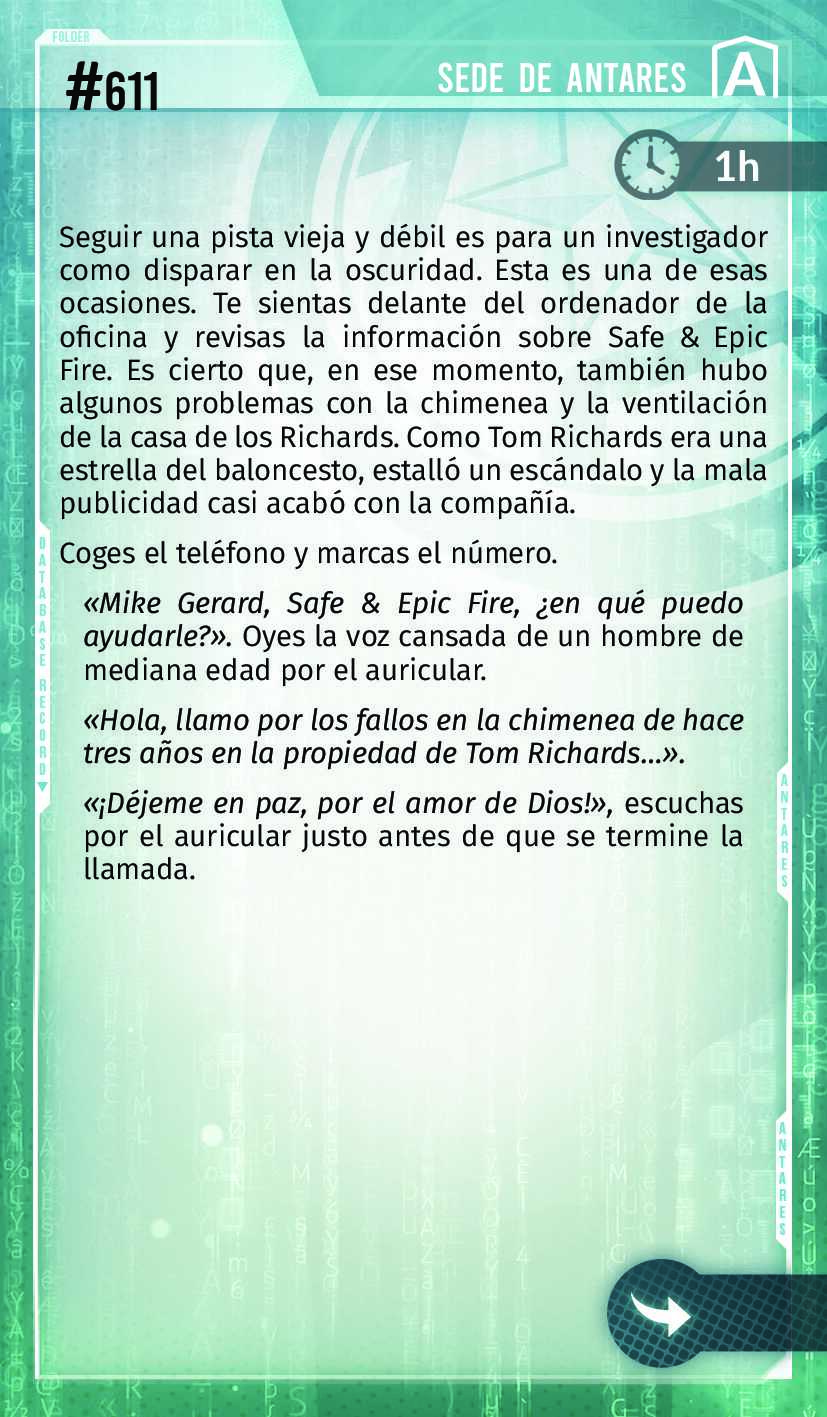 FOLDER
#611
SEDE DE ANTARES
A
1h
Seguir una pista vieja y débil es para un investigador
como disparar en la oscuridad. Esta es una de esas
ocasiones. Te sientas delante del ordenador de la
oficina y revisas la información sobre Safe & Epic
Fire. Es cierto que, en ese momento, también hubo
algunos problemas con la chimenea y la ventilación
de la casa de los Richards. Como Tom Richards era una
estrella del baloncesto, estalló un escándalo y la mala
publicidad casi acabó con la compañía.
Coges el teléfono y marcas el número.
«Mike Gerard, Safe & Epic Fire, ¿en qué puedo
ayudarle?». Oyes la voz cansada de un hombre de
mediana edad por el auricular.
«Hola, llamo por los fallos en la chimenea de hace
tres años en la propiedad de Tom Richards...».
«¡Déjeme en paz, por el amor de Dios!», escuchas
por el auricular justo antes de que se termine la
llamada.
DATABASE RECORD
ANTARES
ANTARES